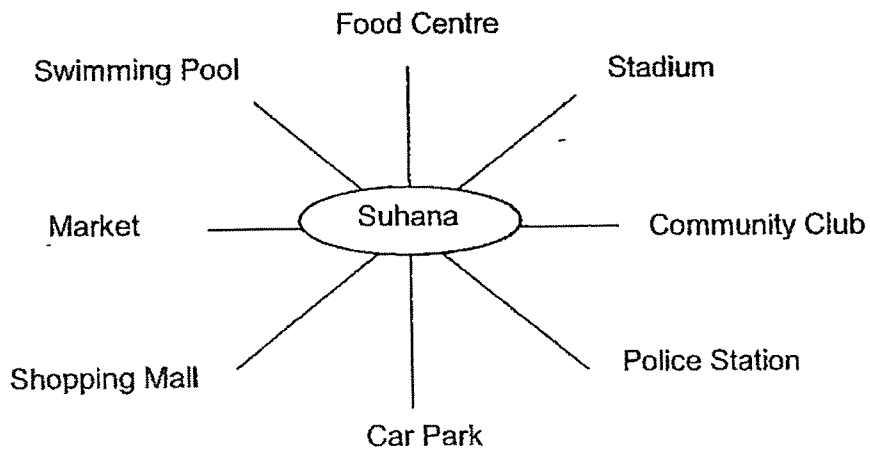 Food Centre
Swimming Pool
Stadium
Market
Suhana
Community Club
Shopping Mall
Police Station
Car Park